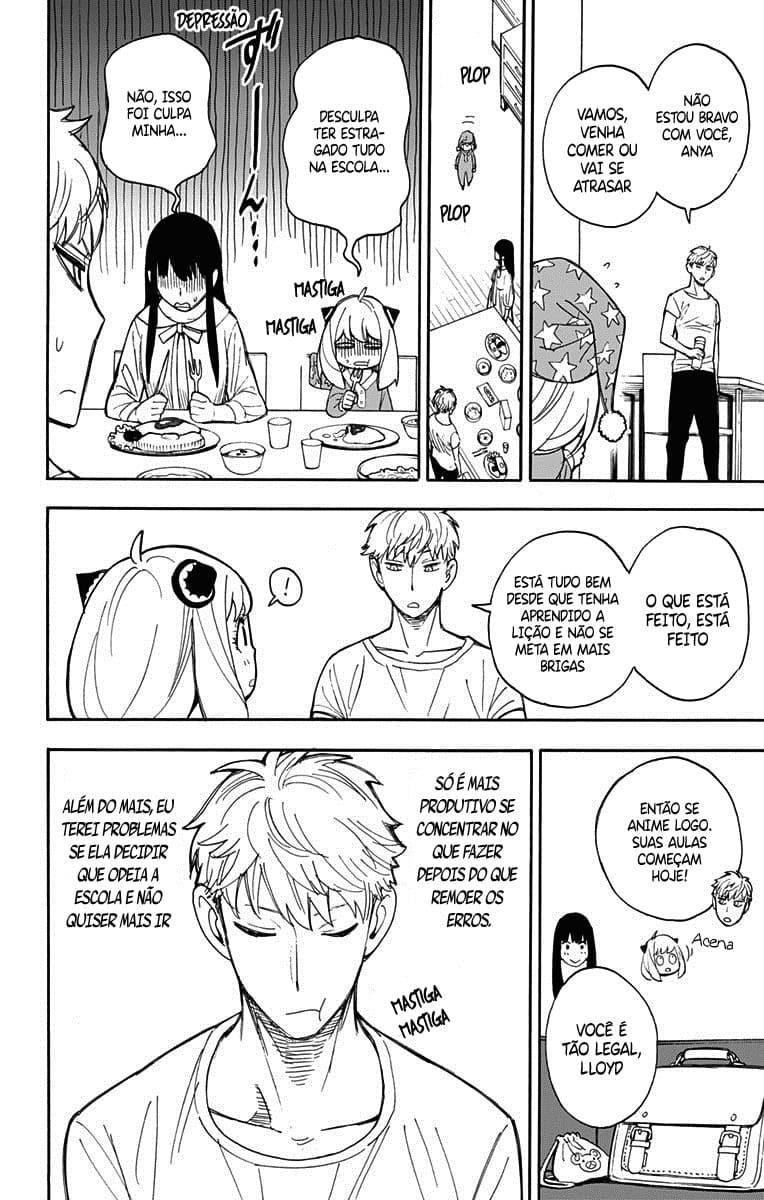 NÃO
ESTOU BRAVO
COM VOCÊ,
ANYA
VAMOS,
VENHA
COMER OU
VAI SE
ATRASAR
PLOP
PLOP
DESCULPA
TER ESTRA-
GADO TUDO
NA ESCOLA...
DEPRESSÃO
ずーん…
NÃO, ISSO
FOI CULPA
MINHA...
MASTIGA
MASTIGA
O QUE ESTÁ
FEITO, ESTÁ
FEITO
ESTÁ TUDO BEM
DESDE QUE TENHA
APRENDIDO A
LIÇÃO E NÃO SE
META EM MAIS
BRIGAS
!
ENTÃO SE
ANIME LOGO.
SUAS AULAS
COMEÇAM
HOJE!
Acena
VOCÊ É
TÃO LEGAL,
LLOYD
SÓ É MAIS
PRODUTIVO SE
CONCENTRAR NO
QUE FAZER
DEPOIS DO QUE
REMOER OS
ERROS.
ALÉM DO MAIS, EU
TEREI PROBLEMAS
SE ELA DECIDIR
QUE ODEIA A
ESCOLA E NÃO
QUISER MAIS IR
MASTIGA
MASTIGA